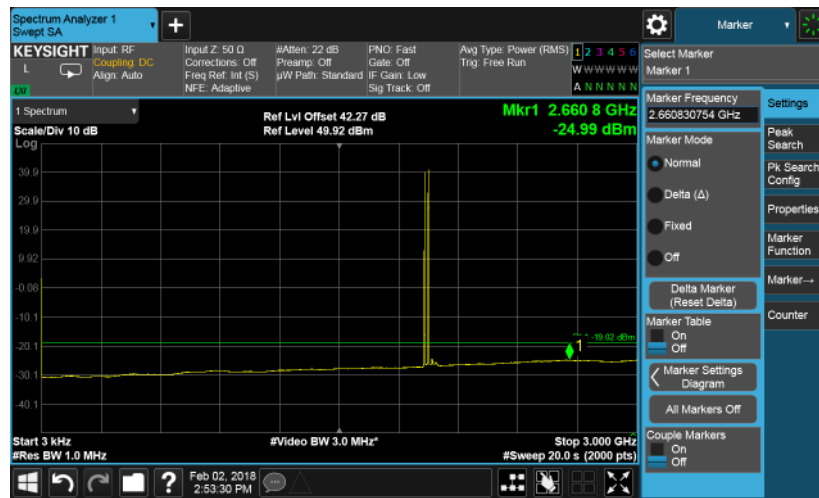 Spectrum Analyzer 1
Swept SA
+
Marker
KEYSIGHT
L
LXI
Input: RF
Coupling: DC
Align: Auto
Input Z: 50 Ω
Corrections: Off
Freq Ref: Int (S)
NFE: Adaptive
#Atten: 22 dB
Preamp: Off
µW Path: Standard
PNO: Fast
Gate: Off
IF Gain: Low
Sig Track: Off
Avg Type: Power (RMS)
Trig: Free Run
1 2 3 4 5 6
W W W W W W
A N N N N N
Select Marker
Marker 1
1 Spectrum
Scale/Div 10 dB
Log
Ref Lvl Offset 42.27 dB
Ref Level 49.92 dBm
Mkr1 2.660 8 GHz
-24.99 dBm
39.9
29.9
19.9
9.92
-0.08
-10.1
-20.1
-30.1
-40.1
-19.02 dBm
1
Start 3 kHz
#Res BW 1.0 MHz
#Video BW 3.0 MHz*
Stop 3.000 GHz
#Sweep 20.0 s (2000 pts)
Marker Frequency
2.660830754 GHz
Marker Mode
Normal
Delta (Δ)
Fixed
Off
Delta Marker
(Reset Delta)
Marker Table
On
Off
Marker Settings
Diagram
All Markers Off
Couple Markers
On
Off
Settings
Peak
Search
Pk Search
Config
Properties
Marker
Function
Marker→
Counter
?
Feb 02, 2018
2:53:30 PM